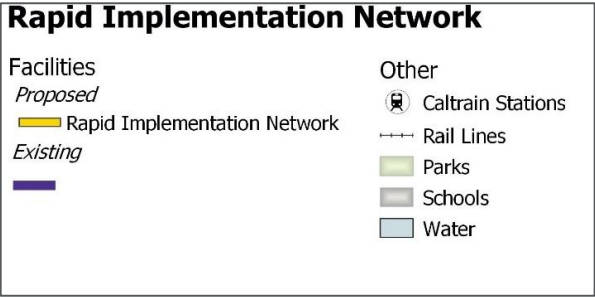 Rapid Implementation Network
Facilities
Proposed
Rapid Implementation Network
Existing
Other
Caltrain Stations
Rail Lines
Parks
Schools
Water